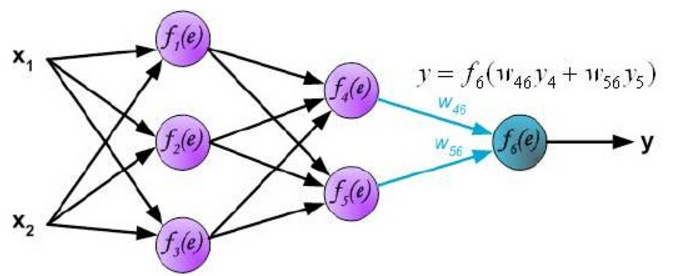 x₁
f₁(e)
f₂(e)
f₃(e)
x₂
f₄(e)
f₅(e)
y = f₆(w₄₆y₄ + w₅₆y₅)
w₄₆
w₅₆
f₆(e)
y